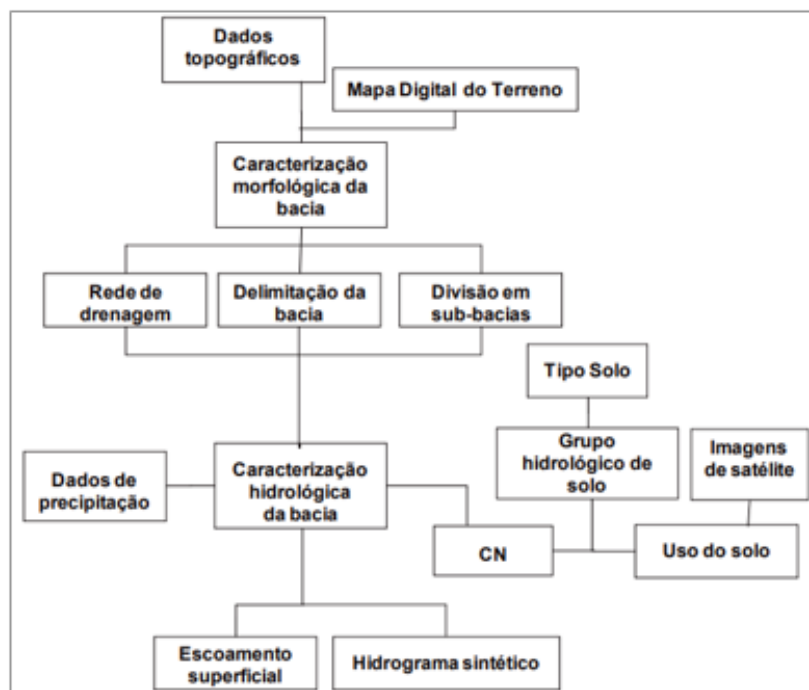 Dados
topográficos
Mapa Digital do Terreno
Caracterização
morfológica da
bacia
Rede de
drenagem
Delimitação da
bacia
Divisão em
sub-bacias
Tipo Solo
Grupo
hidrológico de
solo
Imagens
de satélite
Dados de
precipitação
Caracterização
hidrológica
da bacia
CN
Uso do solo
Escoamento
superficial
Hidrograma sintético